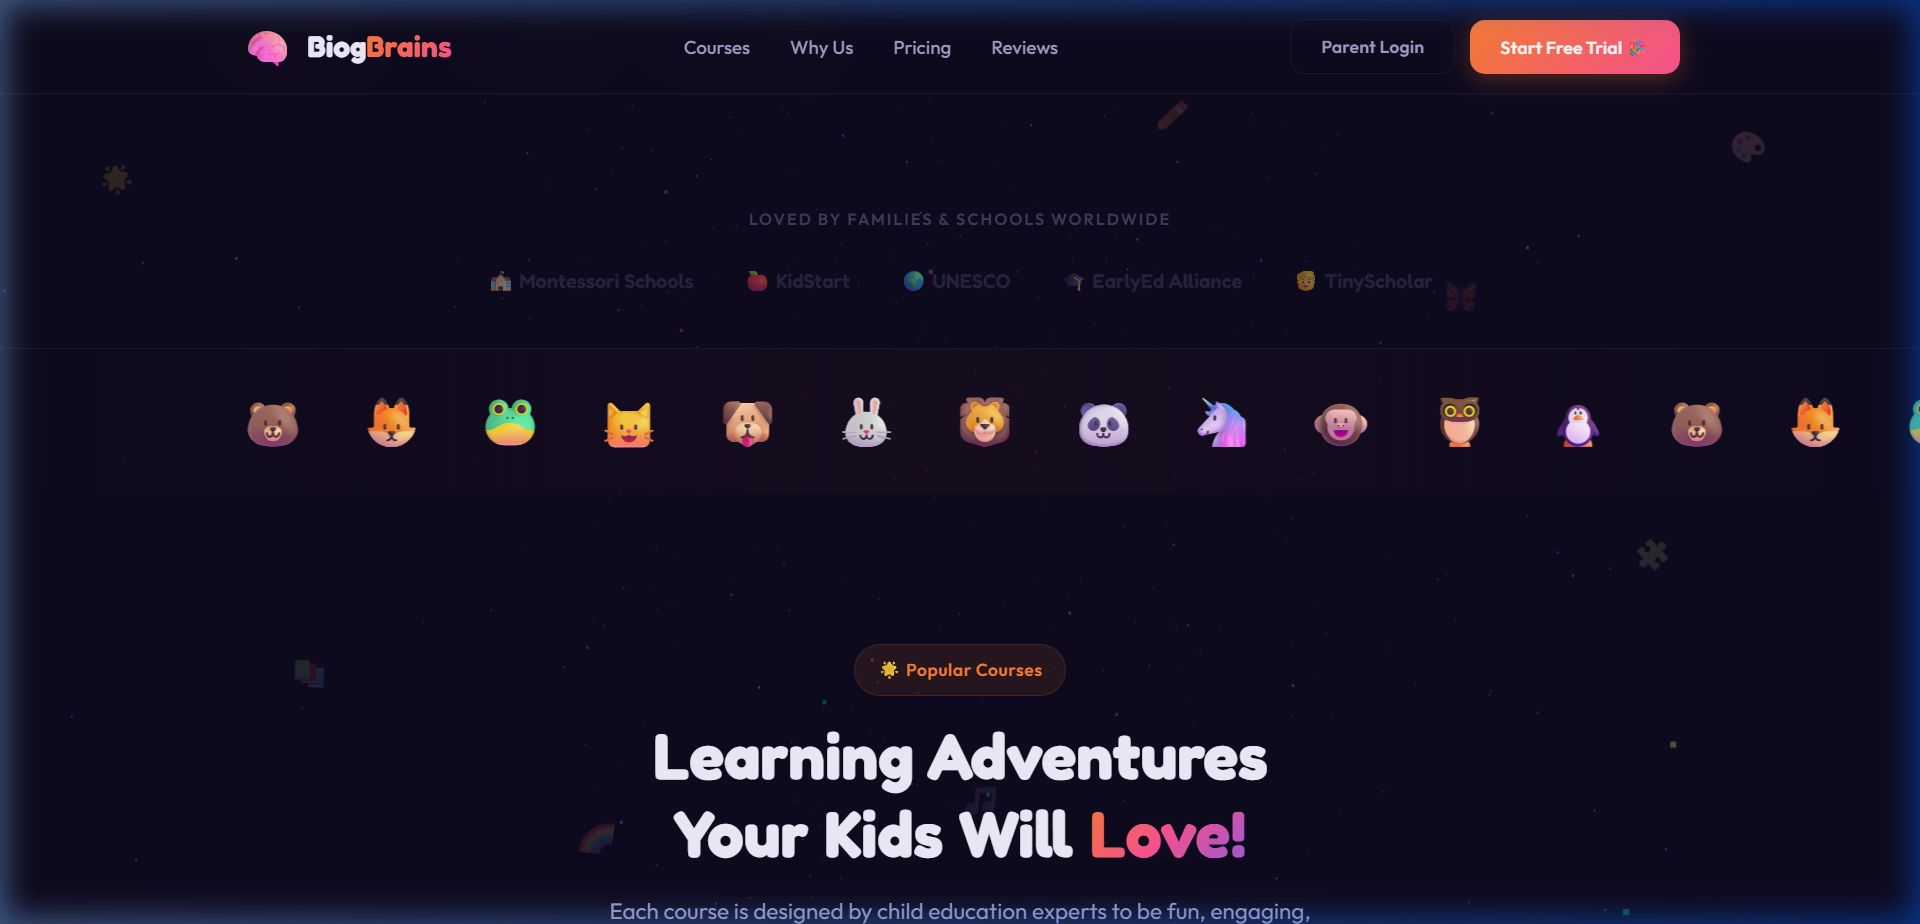 BiogBrains
Courses Why Us Pricing Reviews
Parent Login
Start Free Trial
LOVED BY FAMILIES & SCHOOLS WORLDWIDE
Montessori Schools KidStart UNESCO EarlyEd Alliance TinyScholar
Popular Courses
Learning Adventures
Your Kids Will Love!
Each course is designed by child education experts to be fun, engaging,